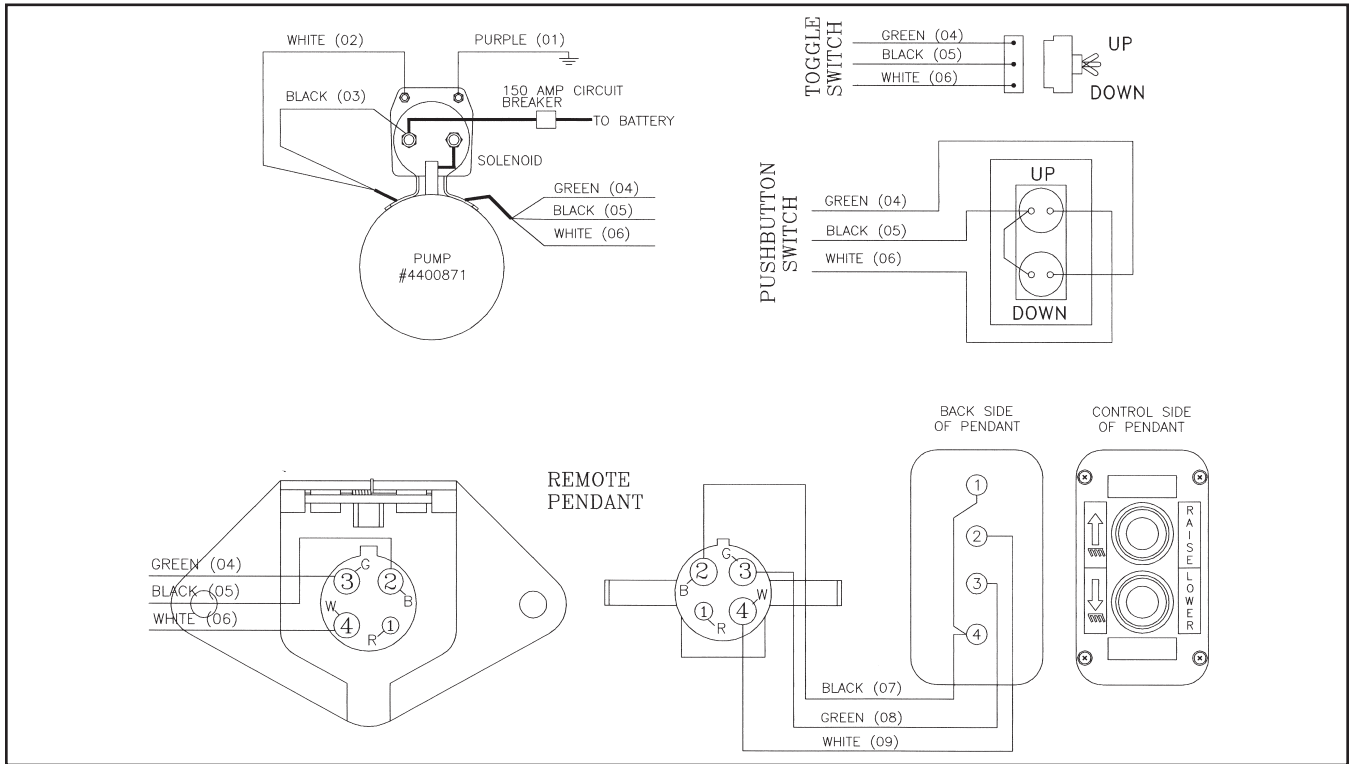 WHITE (02)
PURPLE (01)
BLACK (03)
150 AMP CIRCUIT
BREAKER
TO BATTERY
SOLENOID
GREEN (04)
BLACK (05)
WHITE (06)
PUMP
#4400871
TOGGLE
SWITCH
GREEN (04)
BLACK (05)
WHITE (06)
UP
DOWN
PUSHBUTTON
SWITCH
GREEN (04)
BLACK (05)
WHITE (06)
UP
DOWN
REMOTE
PENDANT
GREEN (04)
BLACK (05)
WHITE (06)
G
3
2
B
W
4
1
R
G
2
3
B
W
1
4
R
BLACK (07)
GREEN (08)
WHITE (09)
BACK SIDE
OF PENDANT
1
2
3
4
CONTROL SIDE
OF PENDANT
RAISE
LOWER